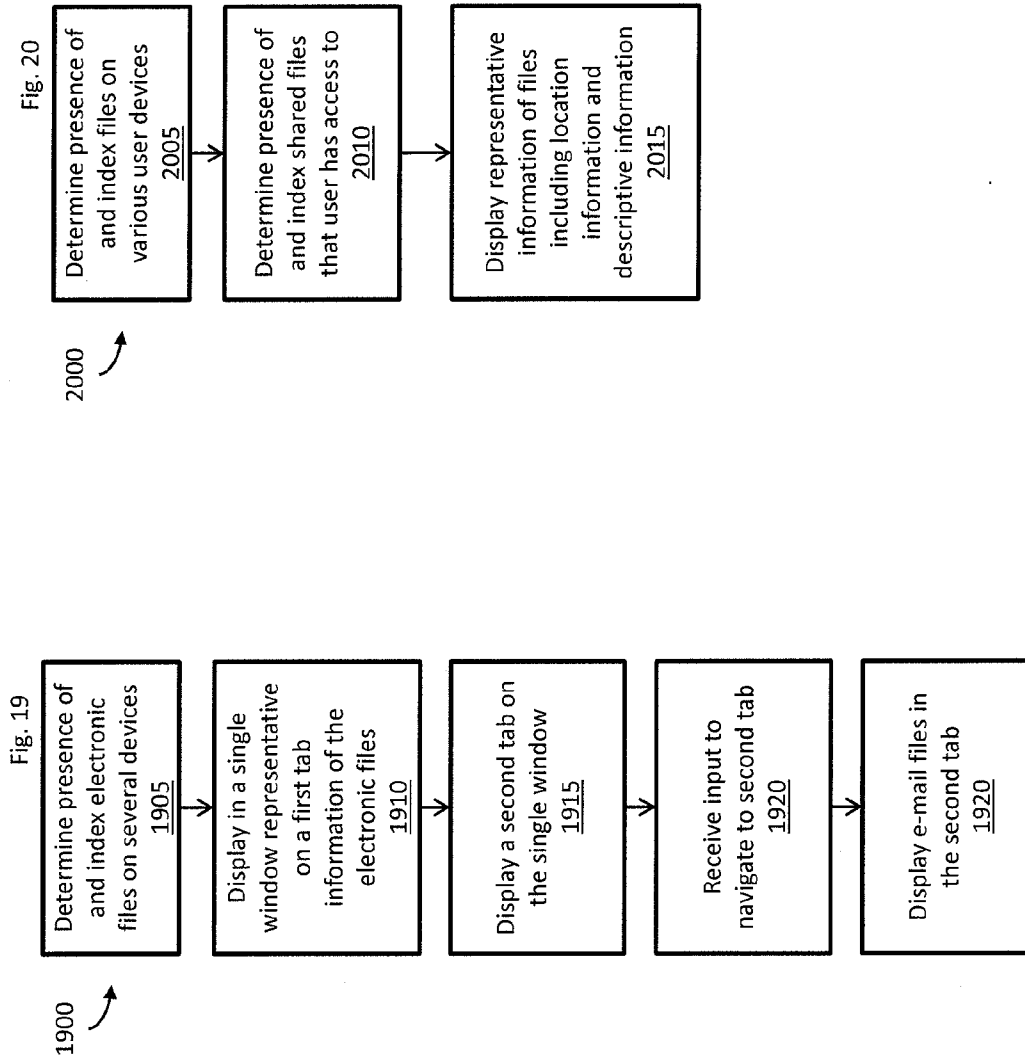 Fig. 19
1900
Determine presence of
and index electronic
files on several devices
1905
Display in a single
window representative
on a first tab
information of the
electronic files
1910
Display a second tab on
the single window
1915
Receive input to
navigate to second tab
1920
Display e-mail files in
the second tab
1920
Fig. 20
2000
Determine presence of
and index files on
various user devices
2005
Determine presence of
and index shared files
that user has access to
2010
Display representative
information of files
including location
information and
descriptive information
2015